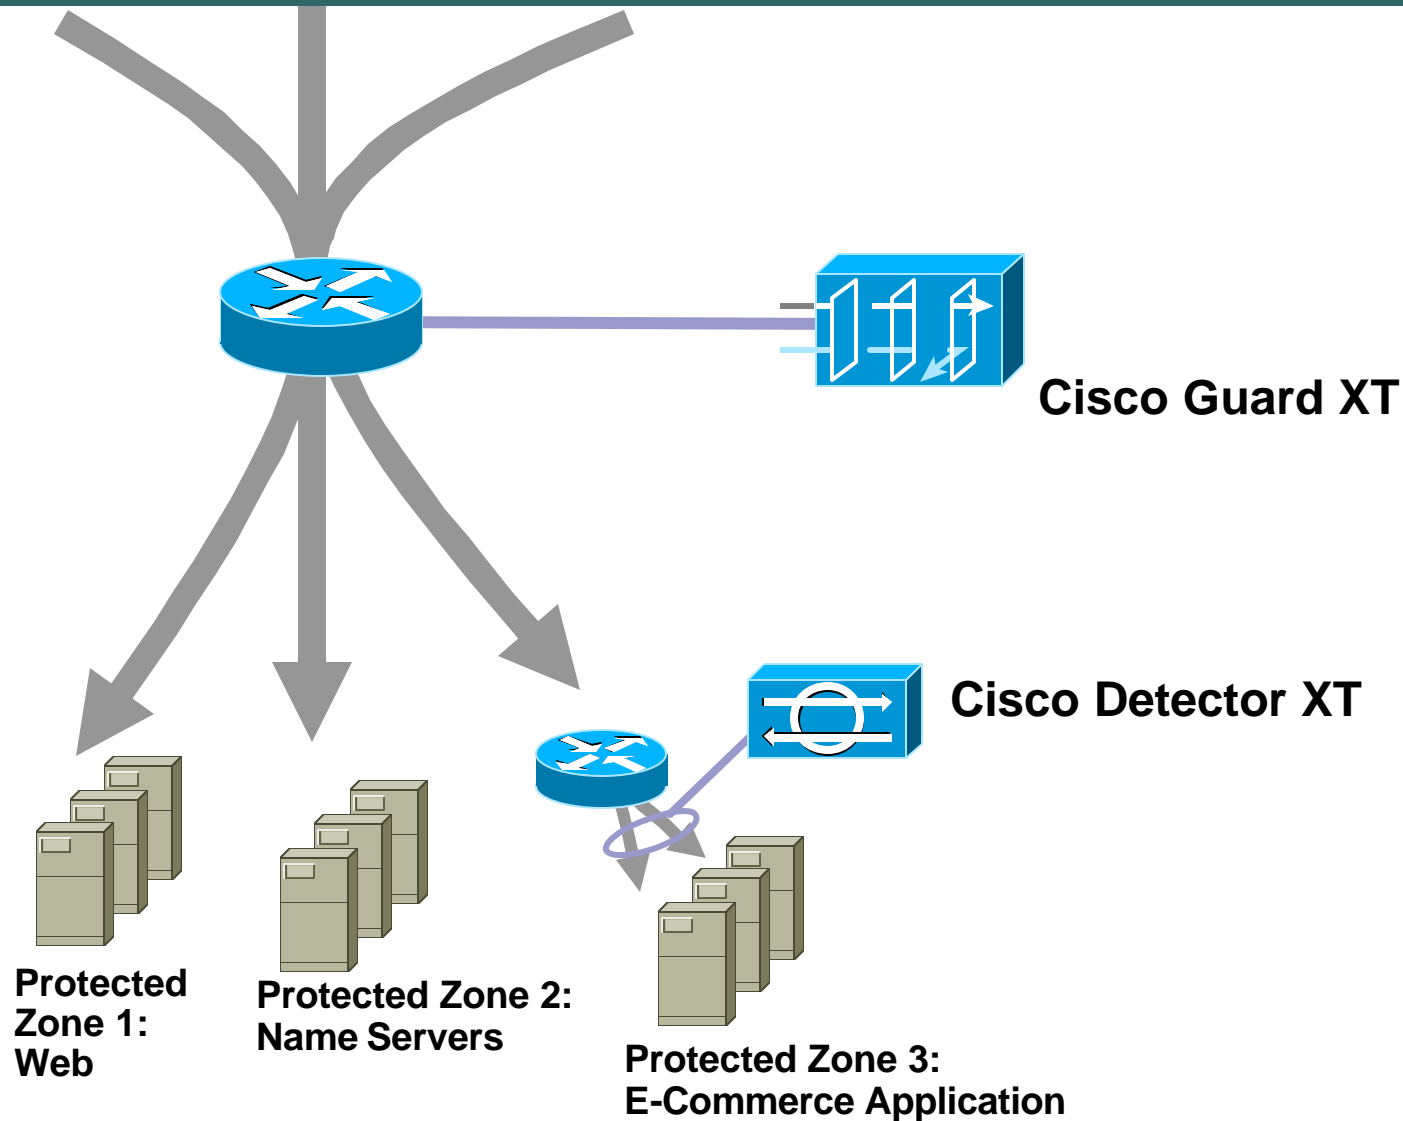 Cisco Guard XT
Cisco Detector XT
Protected
Zone 1:
Web
Protected Zone 2:
Name Servers
Protected Zone 3:
E-Commerce Application